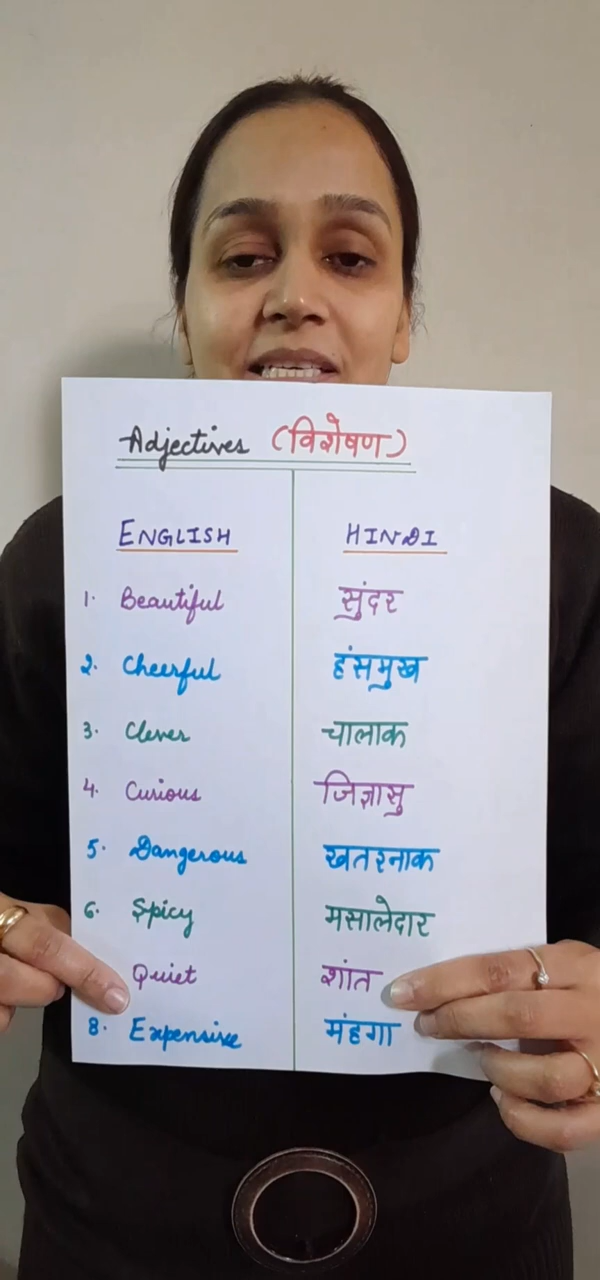 Adjectives (विशेषण)
ENGLISH HINDI
1. Beautiful सुंदर
2. Cheerful हंसमुख
3. Clever चालाक
4. Curious जिज्ञासु
5. Dangerous खतरनाक
6. Spicy मसालेदार
Quiet शांत
8. Expensive मंहगा